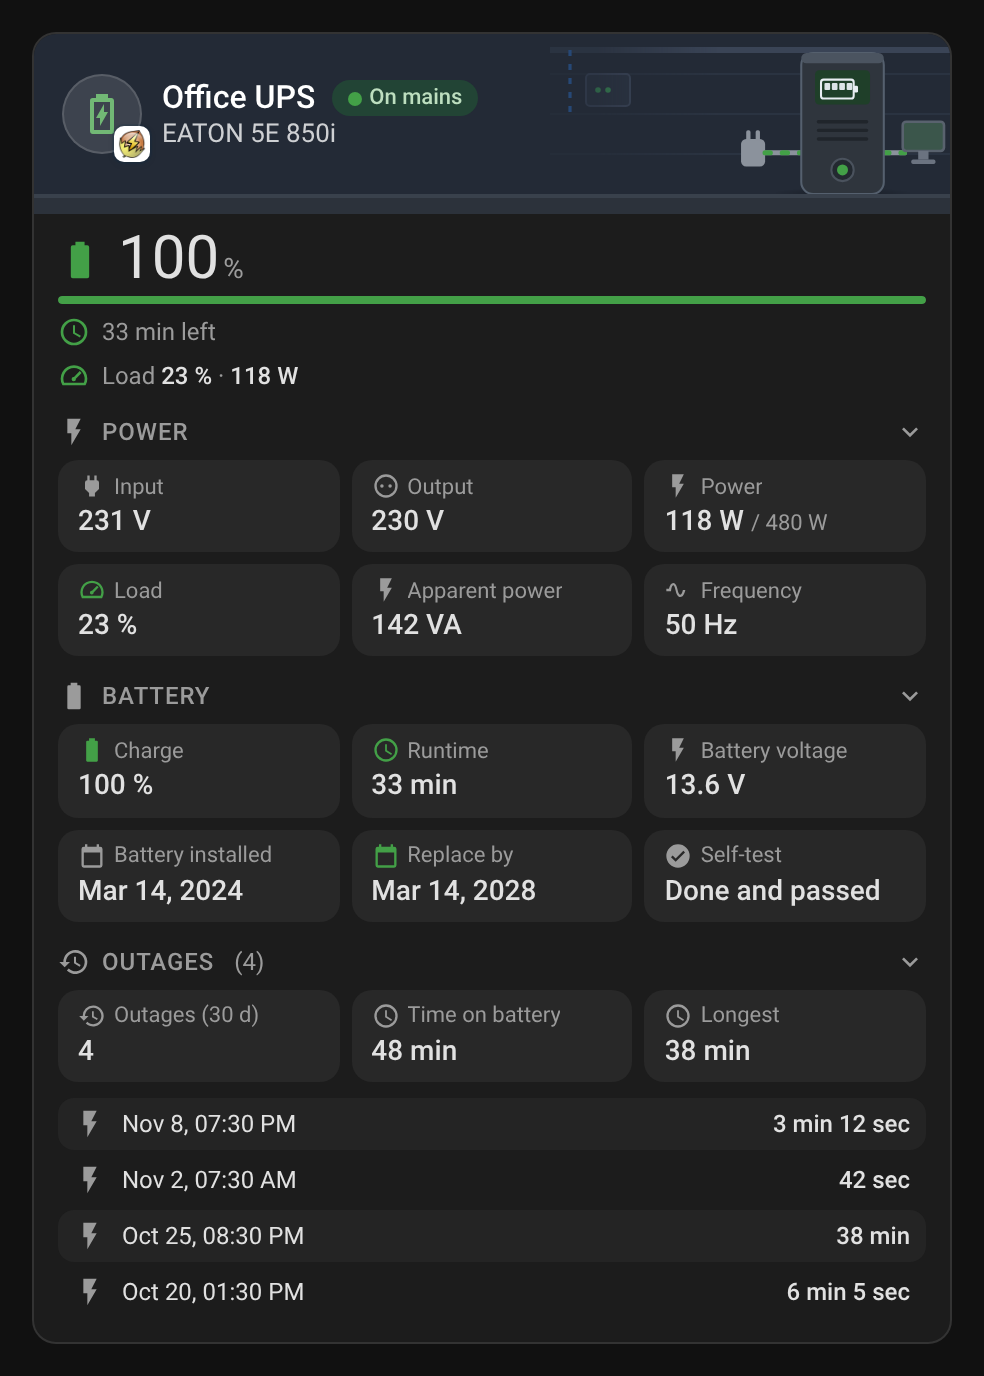 Office UPS
On mains
EATON 5E 850i
100 %
33 min left
Load 23 % · 118 W
POWER
Input
231 V
Output
230 V
Power
118 W / 480 W
Load
23 %
Apparent power
142 VA
Frequency
50 Hz
BATTERY
Charge
100 %
Runtime
33 min
Battery voltage
13.6 V
Battery installed
Mar 14, 2024
Replace by
Mar 14, 2028
Self-test
Done and passed
OUTAGES (4)
Outages (30 d)
4
Time on battery
48 min
Longest
38 min
Nov 8, 07:30 PM 3 min 12 sec
Nov 2, 07:30 AM 42 sec
Oct 25, 08:30 PM 38 min
Oct 20, 01:30 PM 6 min 5 sec